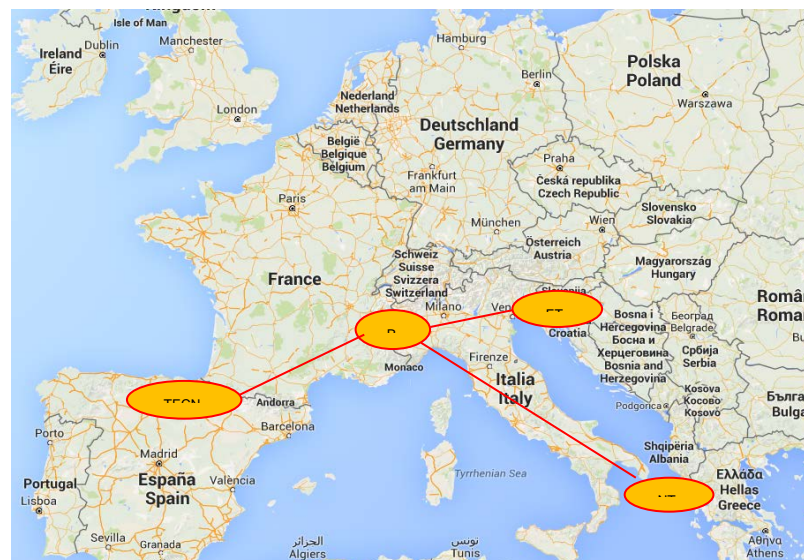 Kingdom
Isle of Man
Ireland
Éire
Dublin
Manchester
London
Hamburg
Berlin
Polska
Poland
Warszawa
Nederland
Netherlands
België
Belgique
Belgium
Deutschland
Germany
Frankfurt
am Main
Praha
Česká republika
Czech Republic
Paris
München
Wien
Slovensko
Slovakia
Österreich
Austria
Magyarország
Hungary
Schweiz
Suisse
Svizzera
Switzerland
France
Milano
Slovenija
Croatia
Bosna i
Hercegovina
Босна и
Херцеговина
Bosnia and
Herzegovina
Београд
Belgrade
Србија
Serbia
Monaco
Firenze
Italia
Italy
Kosova
Косово
Kosovo
Podgorica
Shqipëria
Albania
Andorra
Barcelona
Porto
Madrid
España
Spain
València
Portugal
Lisboa
Sevilla
Granada
Tyrrhenian Sea
Ελλάδα
Hellas
Greece
Αθήνα
Athens
الجزائر
Algiers
تونس
Tunis